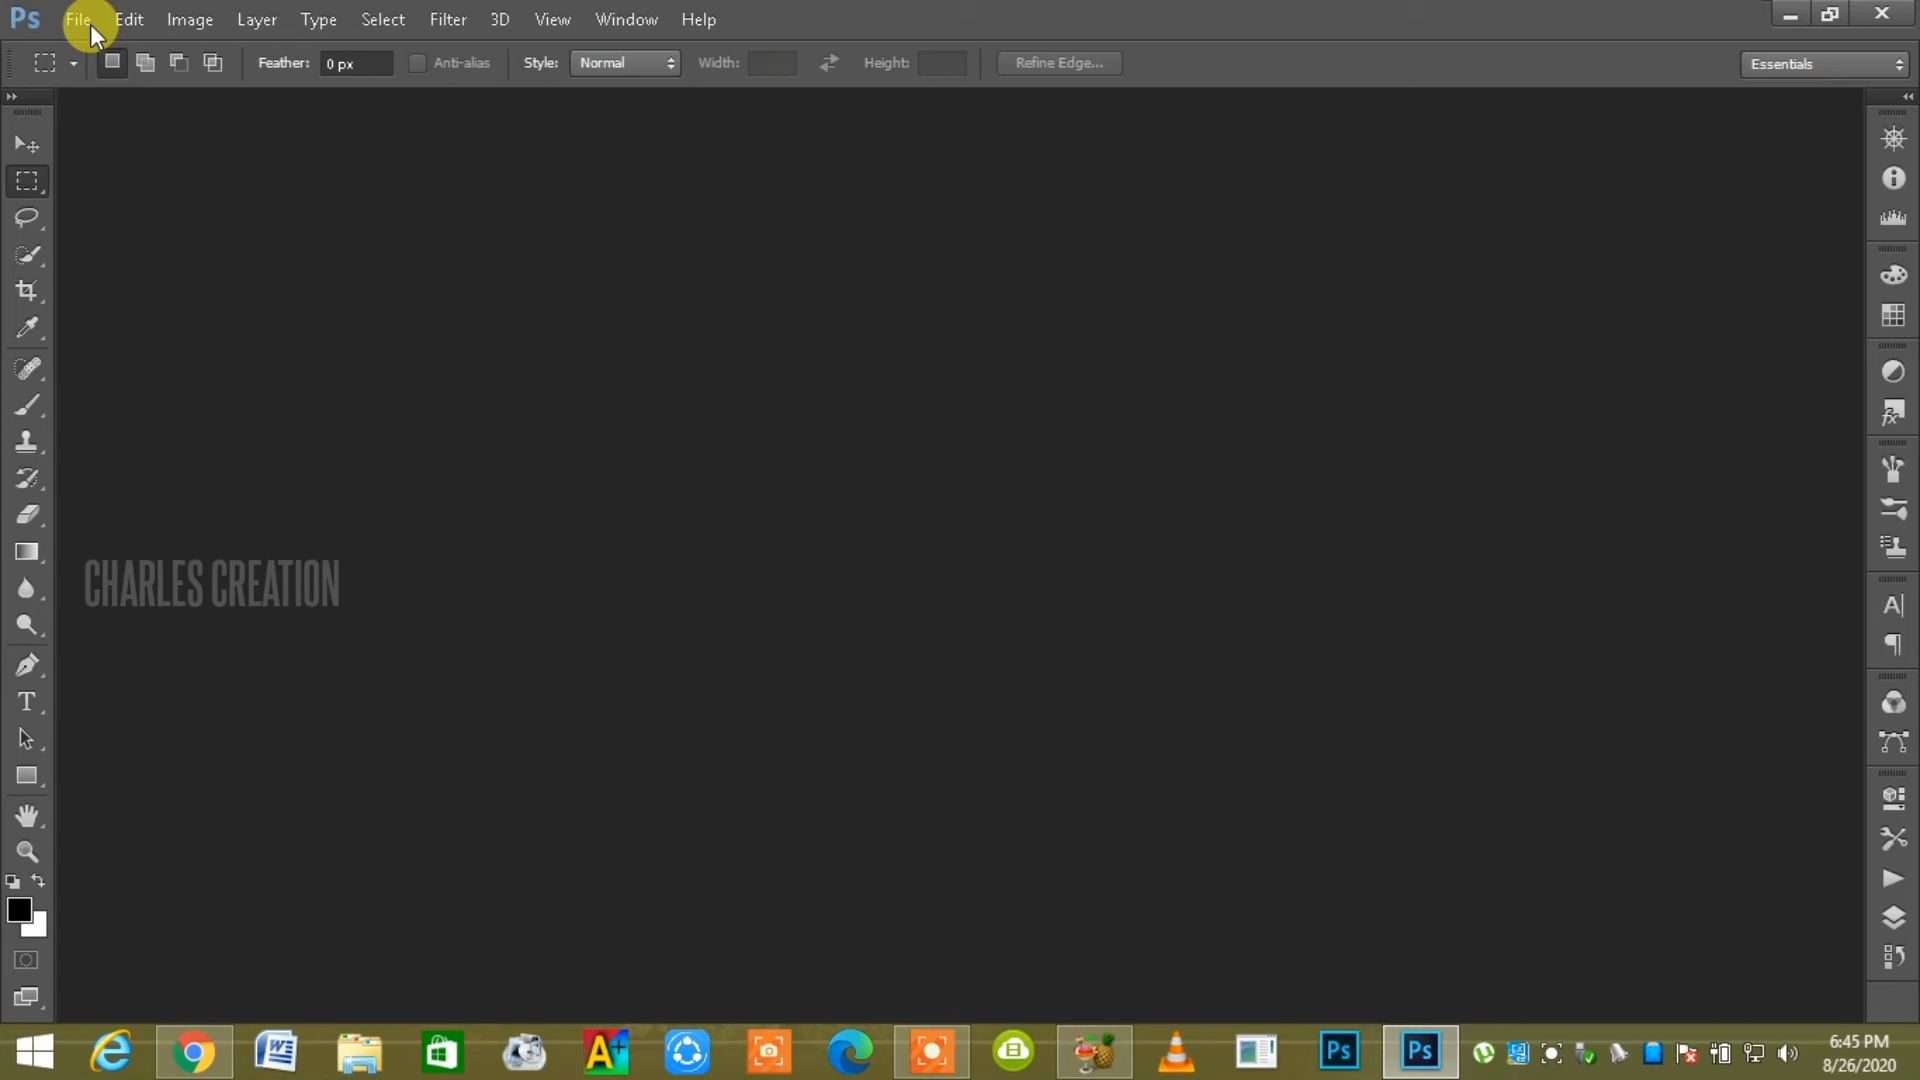 Ps File Edit Image Layer Type Select Filter 3D View Window Help
Feather: 0 px Anti-alias Style: Normal Width: Height: Refine Edge... Essentials
CHARLES CREATION
6:45 PM
8/26/2020